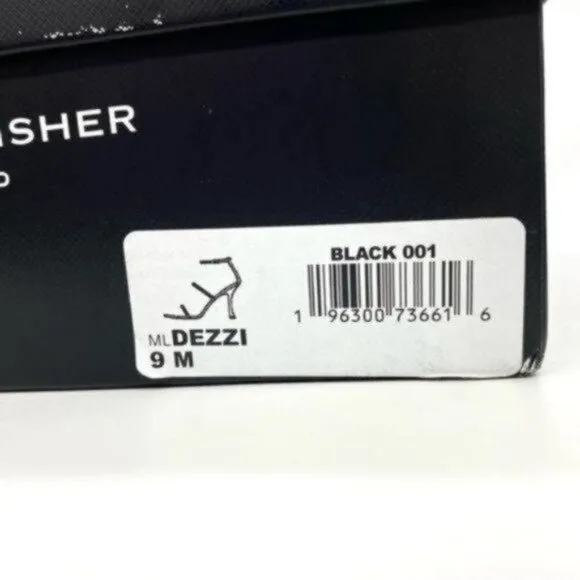 ISHER
BLACK 001
1 96300 73661 6
MLDEZZI
9 M